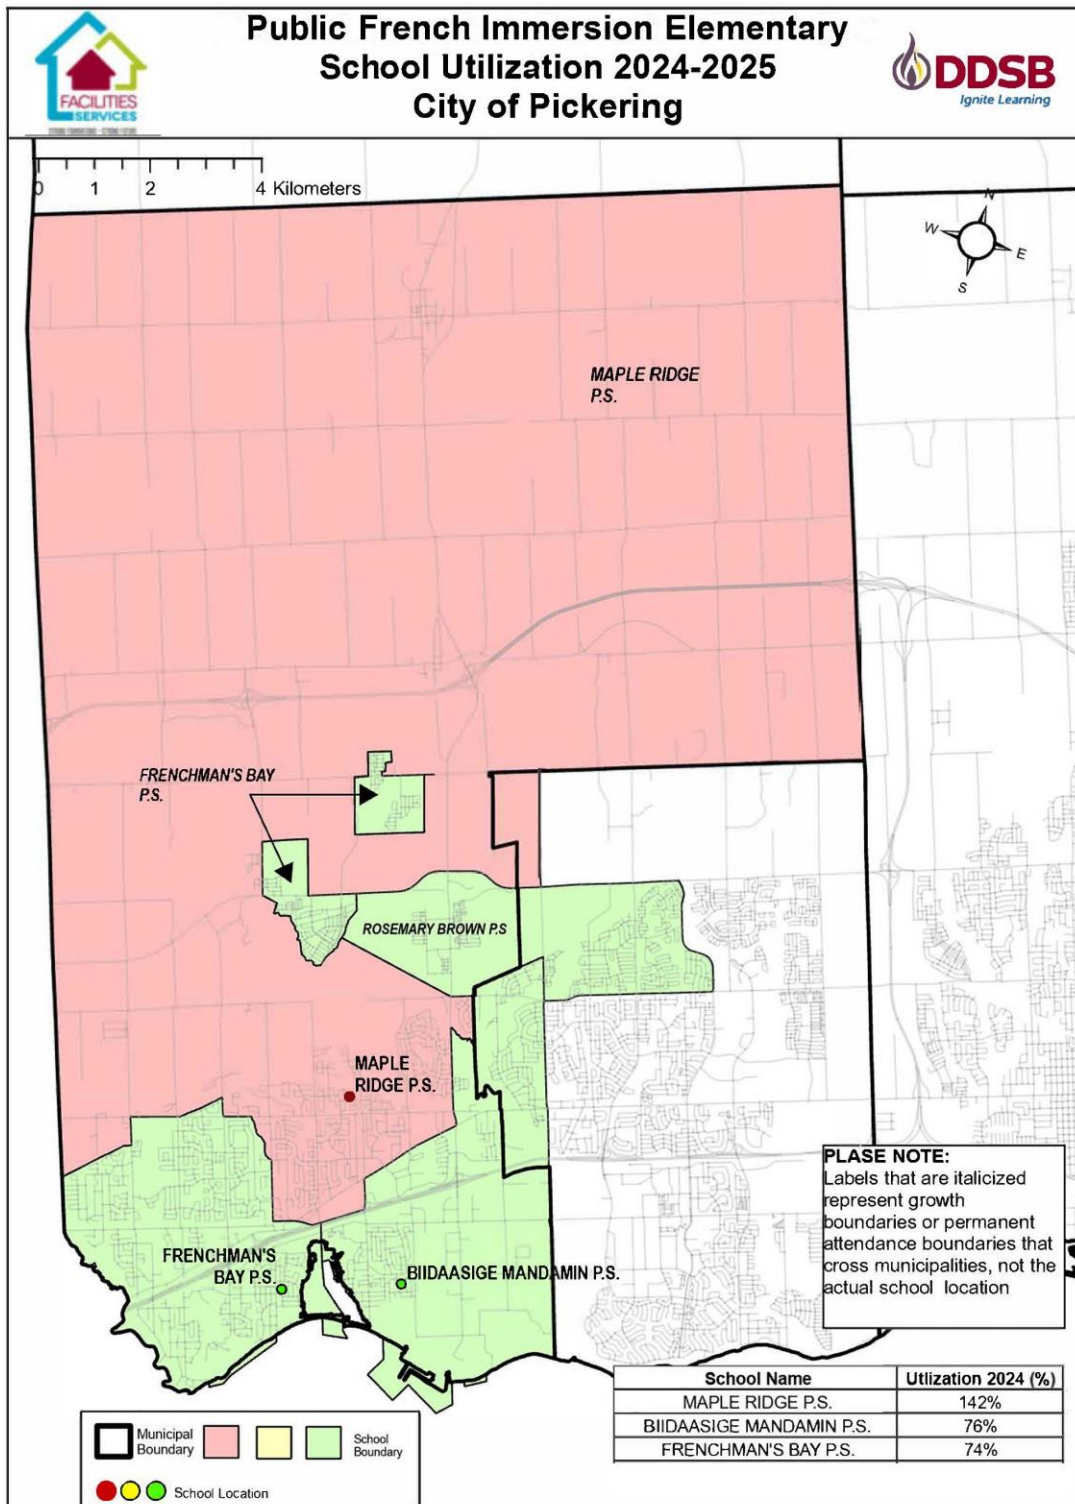 Public French Immersion Elementary
School Utilization 2024-2025
City of Pickering
FACILITIES
SERVICES
DDSB
Ignite Learning
0 1 2 4 Kilometers
N
W
E
S
MAPLE RIDGE
P.S.
FRENCHMAN'S BAY
P.S.
ROSEMARY BROWN P.S
MAPLE
RIDGE P.S.
FRENCHMAN'S
BAY P.S.
BIIDAASIGE MANDAMIN P.S.
PLASE NOTE:
Labels that are italicized
represent growth
boundaries or permanent
attendance boundaries that
cross municipalities, not the
actual school location
School Name Utlization 2024 (%)
MAPLE RIDGE P.S. 142%
BIIDAASIGE MANDAMIN P.S. 76%
FRENCHMAN'S BAY P.S. 74%
Municipal
Boundary
School
Boundary
School Location